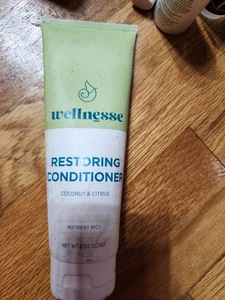 wellnesse
RESTORING
CONDITIONER
COCONUT & CITRUS
NUTRIENT RICH
NET WT 8 OZ